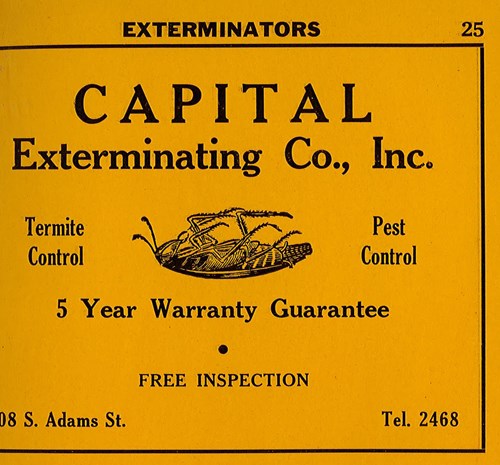 EXTERMINATORS 25
CAPITAL
Exterminating Co., Inc.
Termite Control
Pest Control
5 Year Warranty Guarantee
•
FREE INSPECTION
08 S. Adams St. Tel. 2468